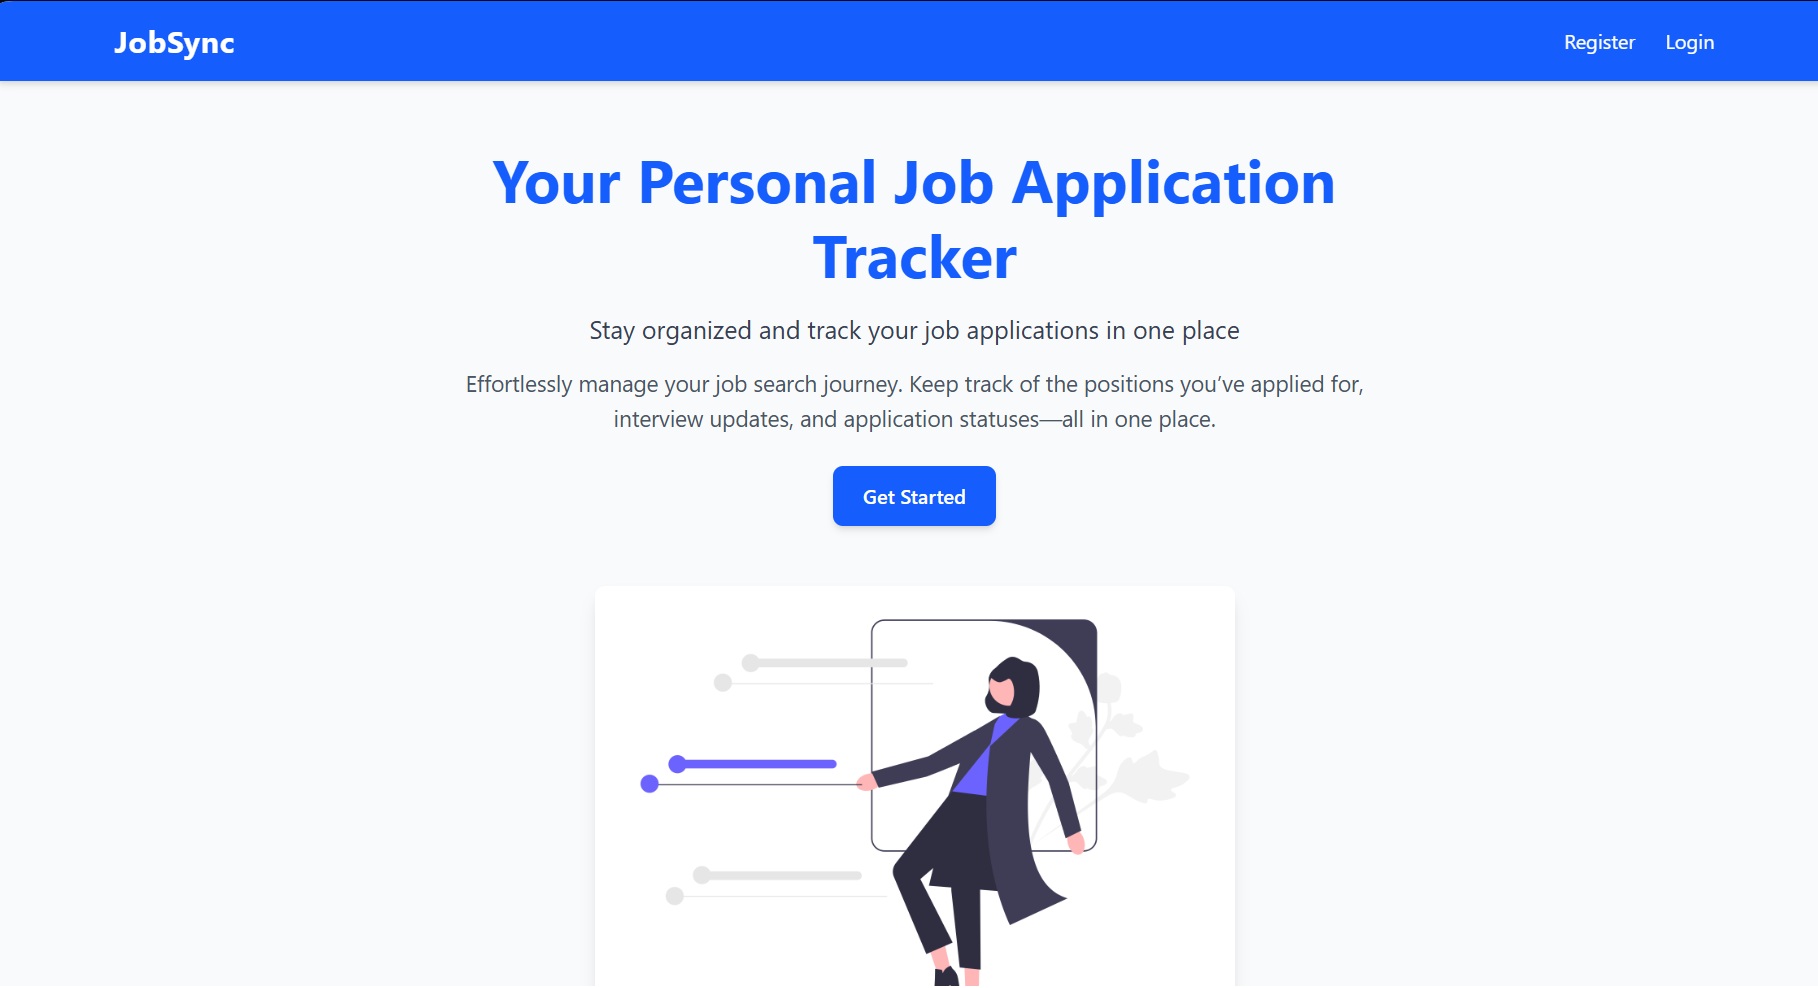 JobSync
Register
Login
Your Personal Job Application
Tracker
Stay organized and track your job applications in one place
Effortlessly manage your job search journey. Keep track of the positions you’ve applied for,
interview updates, and application statuses—all in one place.
Get Started